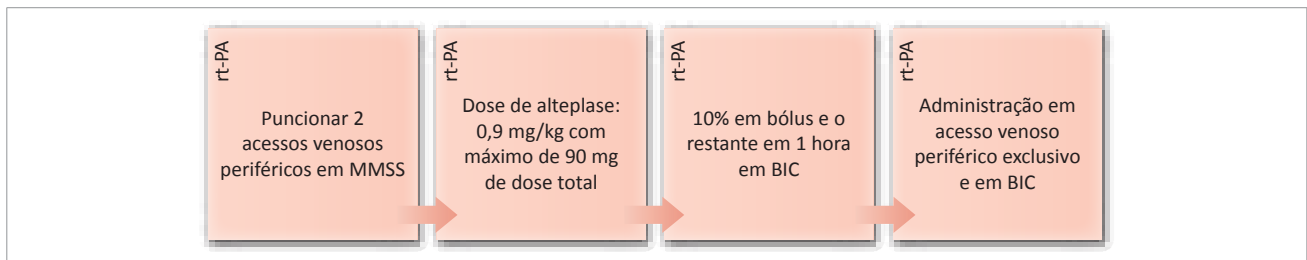 rt-PA
Puncionar 2
acessos venosos
periféricos em MMSS
rt-PA
Dose de alteplase:
0,9 mg/kg com
máximo de 90 mg
de dose total
rt-PA
10% em bólus e o
restante em 1 hora
em BIC
rt-PA
Administração em
acesso venoso
periférico exclusivo
e em BIC